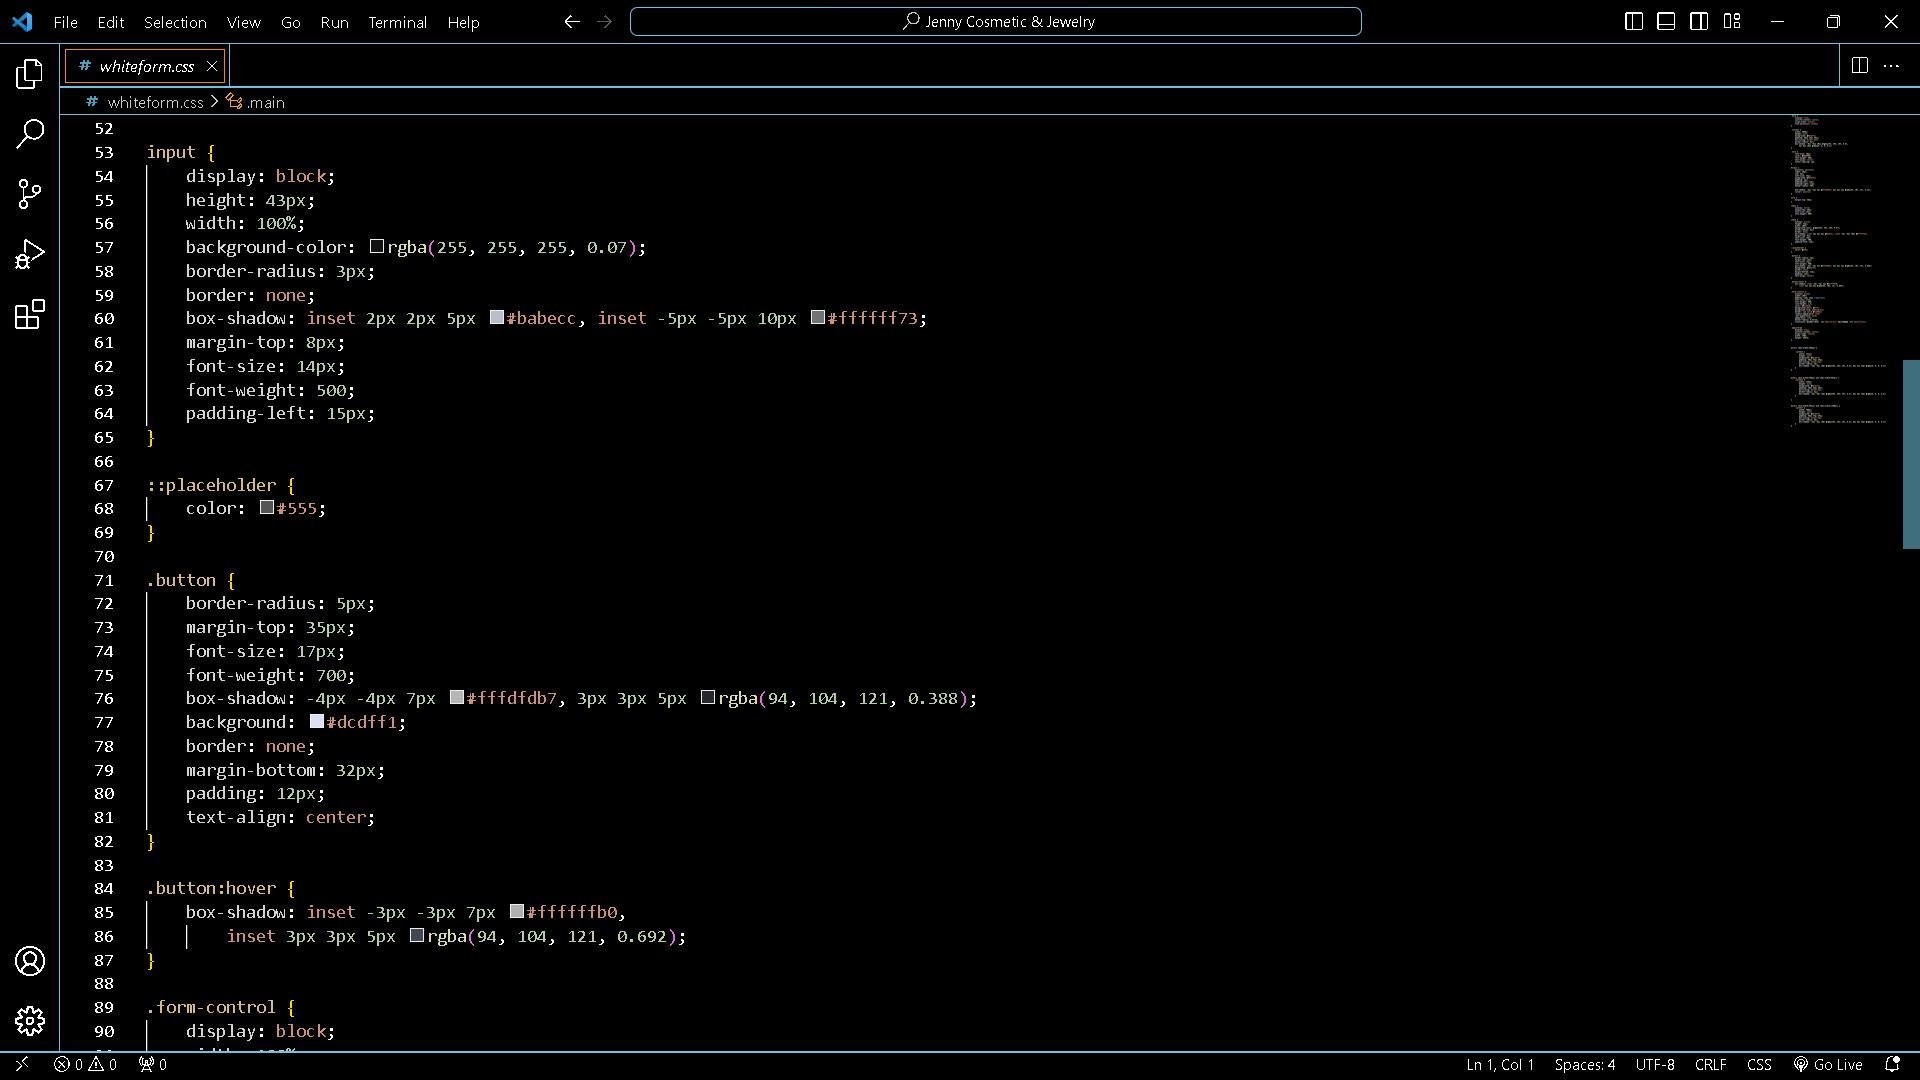 File Edit Selection View Go Run Terminal Help Jenny Cosmetic & Jewelry
# whiteform.css
# whiteform.css > .main
52
53 input {
54 display: block;
55 height: 43px;
56 width: 100%;
57 background-color: rgba(255, 255, 255, 0.07);
58 border-radius: 3px;
59 border: none;
60 box-shadow: inset 2px 2px 5px #babecc, inset -5px -5px 10px #ffffff73;
61 margin-top: 8px;
62 font-size: 14px;
63 font-weight: 500;
64 padding-left: 15px;
65 }
66
67 ::placeholder {
68 color: #555;
69 }
70
71 .button {
72 border-radius: 5px;
73 margin-top: 35px;
74 font-size: 17px;
75 font-weight: 700;
76 box-shadow: -4px -4px 7px #fffdfdb7, 3px 3px 5px rgba(94, 104, 121, 0.388);
77 background: #dcdff1;
78 border: none;
79 margin-bottom: 32px;
80 padding: 12px;
81 text-align: center;
82 }
83
84 .button:hover {
85 box-shadow: inset -3px -3px 7px #ffffffb0,
86 inset 3px 3px 5px rgba(94, 104, 121, 0.692);
87 }
88
89 .form-control {
90 display: block;
0 0 0 Ln 1, Col 1 Spaces: 4 UTF-8 CRLF CSS Go Live